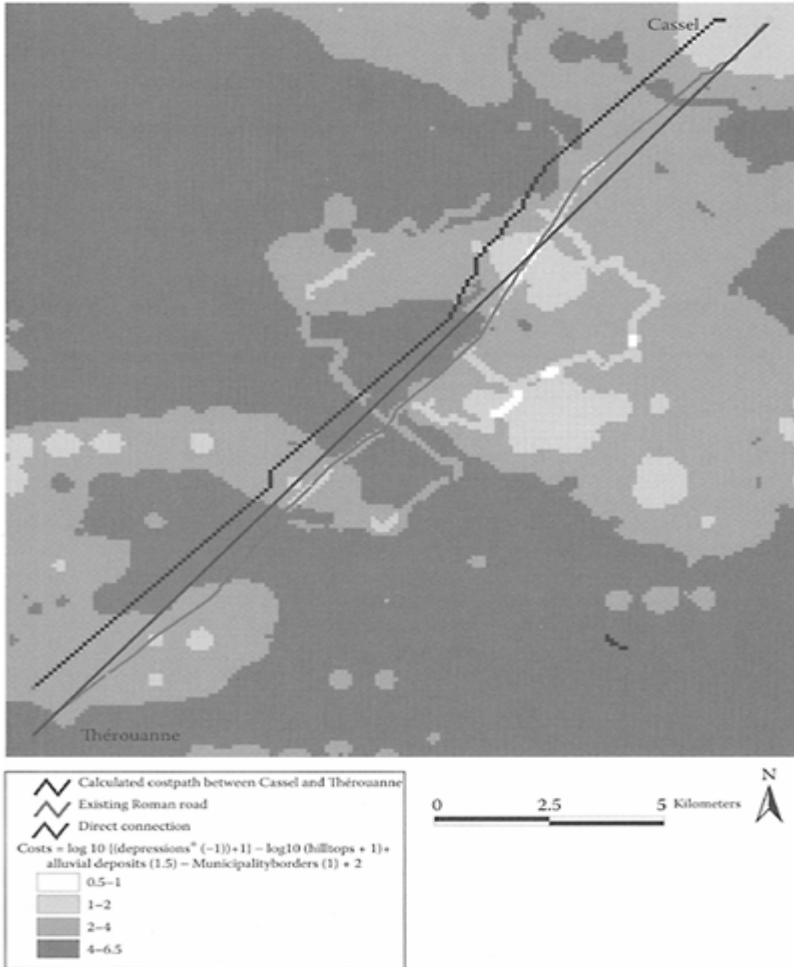 Cassel
Thérouanne
Calculated costpath between Cassel and Thérouanne
Existing Roman road
Direct connection
Costs = log 10 [(depressions* (−1))+1] − log10 (hilltops + 1)+
alluvial deposits (1.5) − Municipalityborders (1) + 2
0.5–1
1–2
2–4
4–6.5
0 2.5 5 Kilometers
N